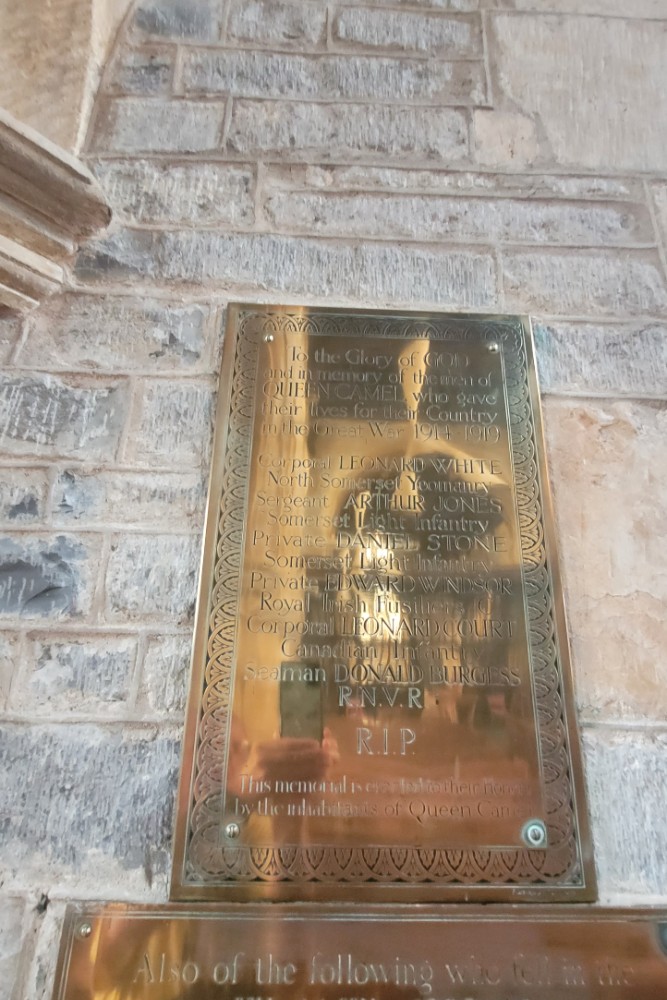 To the Glory of GOD
and in memory of the men of
QUEEN CAMEL who gave
their lives for their Country
in the Great War 1914-1919
Corporal LEONARD WHITE
North Somerset Yeomanry
Sergeant ARTHUR JONES
Somerset Light Infantry
Private DANIEL STONE
Somerset Light Infantry
Private EDWARD WINDSOR
Royal Irish Fusiliers
Corporal LEONARD COURT
Canadian Infantry
Seaman DONALD BURGESS
R.N.V.R
R.I.P.
This memorial is to their
by the inhabitants of Queen Camel
Also of the following who fell in the